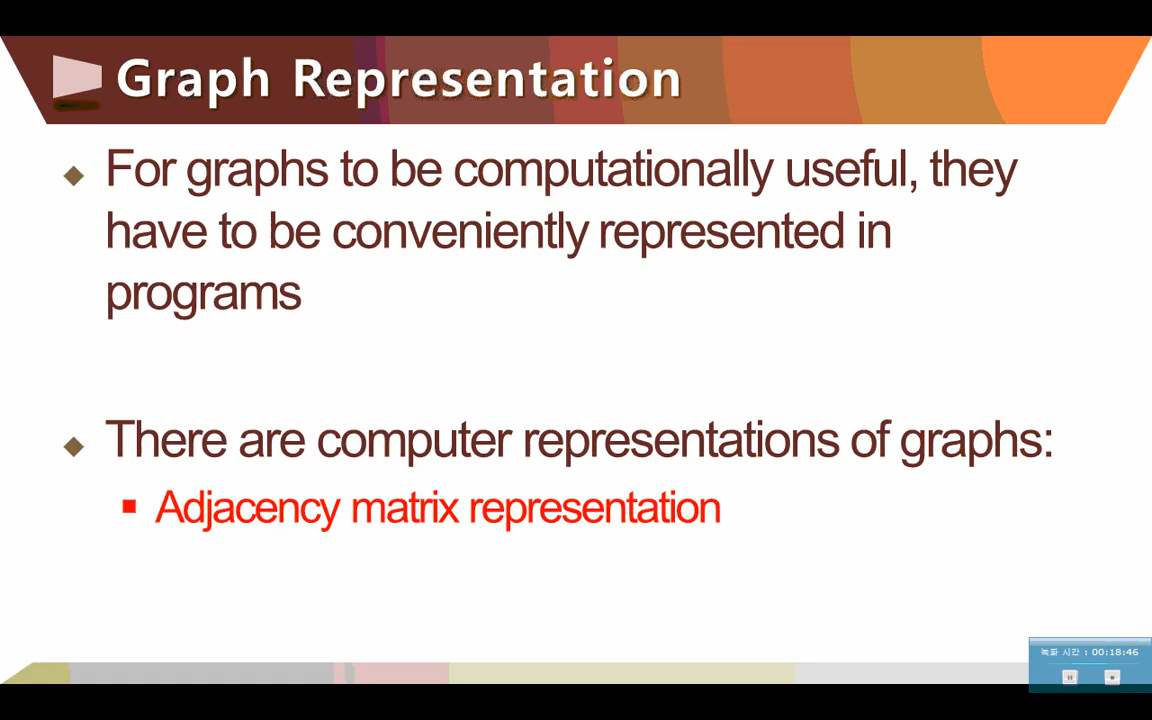 Graph Representation
For graphs to be computationally useful, they
have to be conveniently represented in
programs
There are computer representations of graphs:
Adjacency matrix representation
녹화 시간 : 00:18:46